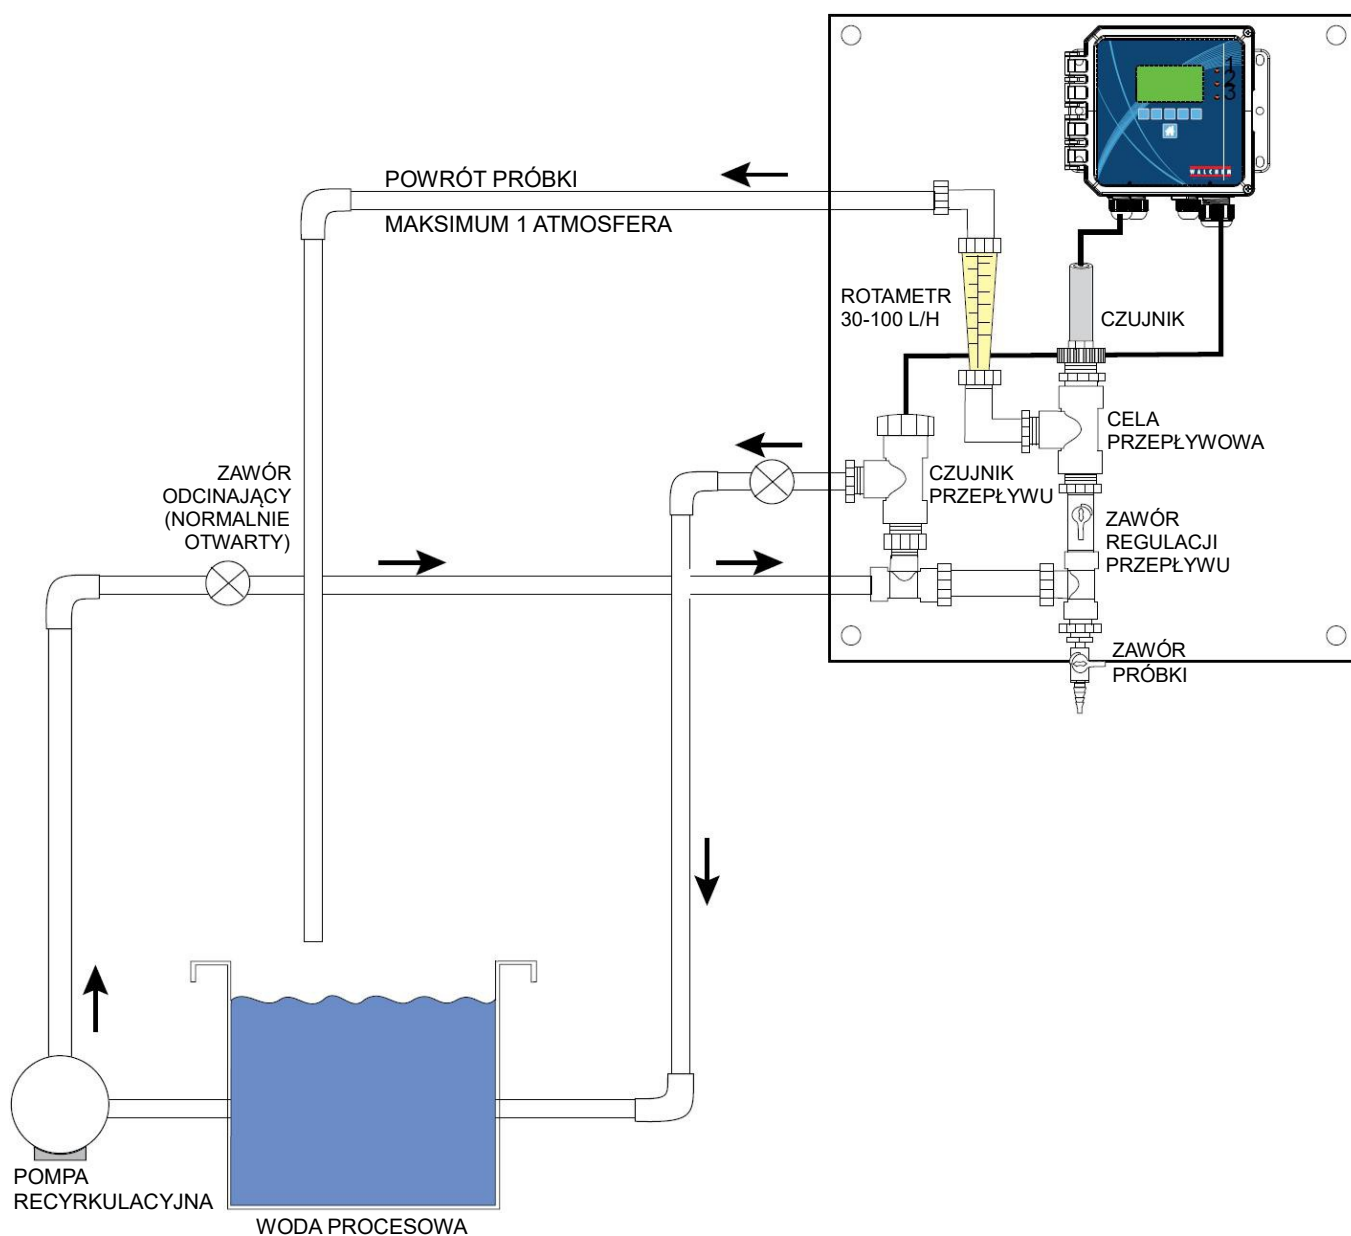 1
2
3
WALCHEM
POWRÓT PRÓBKI
MAKSIMUM 1 ATMOSFERA
ROTAMETR
30-100 L/H
CZUJNIK
CELA
PRZEPŁYWOWA
CZUJNIK
PRZEPŁYWU
ZAWÓR
ODCINAJĄCY
(NORMALNIE
OTWARTY)
ZAWÓR
REGULACJI
PRZEPŁYWU
ZAWÓR
PRÓBKI
POMPA
RECYRKULACYJNA
WODA PROCESOWA